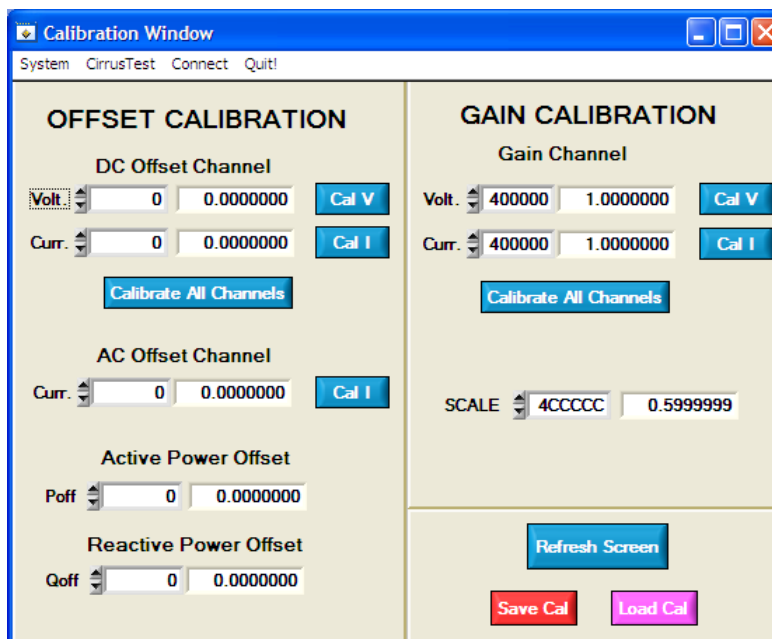 Calibration Window
System CirrusTest Connect Quit!
OFFSET CALIBRATION
DC Offset Channel
Volt. 0 0.0000000 Cal V
Curr. 0 0.0000000 Cal I
Calibrate All Channels
AC Offset Channel
Curr. 0 0.0000000 Cal I
Active Power Offset
Poff 0 0.0000000
Reactive Power Offset
Qoff 0 0.0000000
GAIN CALIBRATION
Gain Channel
Volt. 400000 1.0000000 Cal V
Curr. 400000 1.0000000 Cal I
Calibrate All Channels
SCALE 4CCCCC 0.5999999
Refresh Screen
Save Cal Load Cal